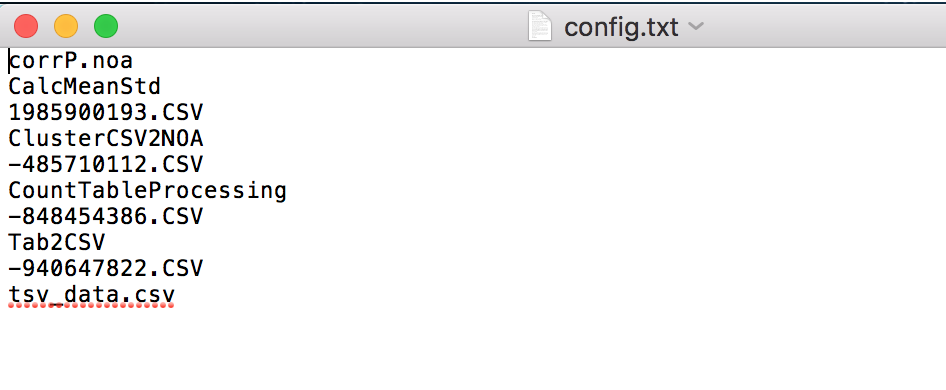 config.txt
corrP.noa
CalcMeanStd
1985900193.CSV
ClusterCSV2NOA
-485710112.CSV
CountTableProcessing
-848454386.CSV
Tab2CSV
-940647822.CSV
tsv_data.csv